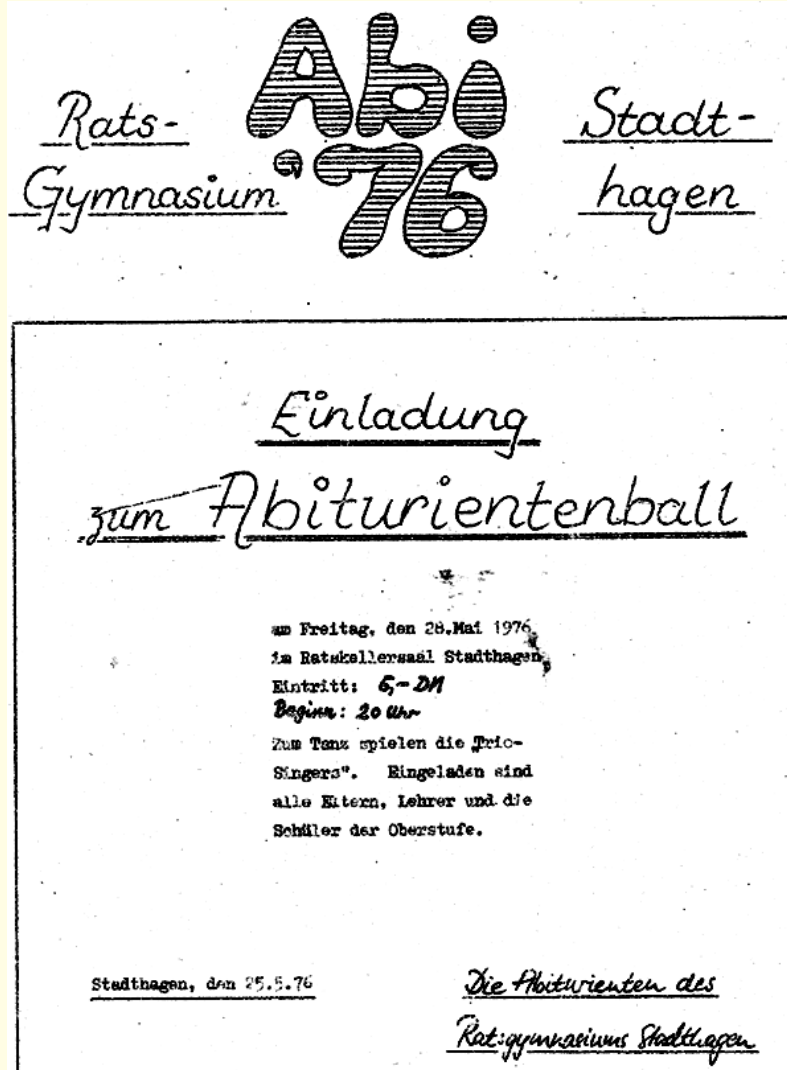 Abi
'76
Rats-
Gymnasium
Stadt-
hagen
Einladung
zum Abiturientenball
am Freitag, den 28.Mai 1976,
im Ratskellersaal Stadthagen,
Eintritt: 5,- DM
Beginn: 20 Uhr
Zum Tanz spielen die „Trio-
Singers". Eingeladen sind
alle Eltern, Lehrer und die
Schüler der Oberstufe.
Stadthagen, den 25.5.76
Die Abiturienten des
Ratsgymnasiums Stadthagen